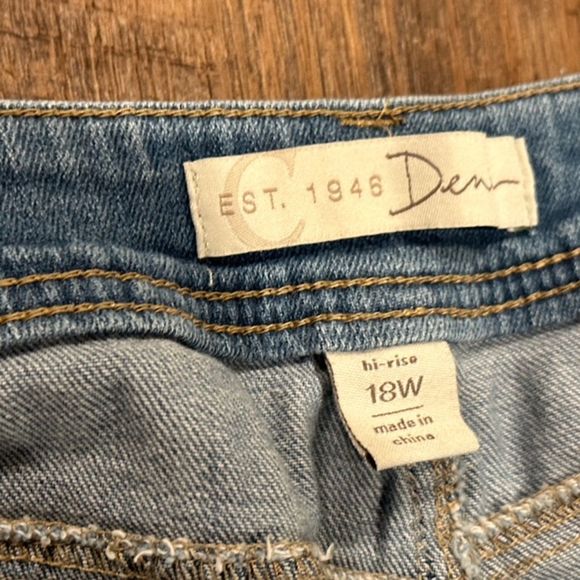 C
EST. 1946 Den
hi-rise
18W
made in
china